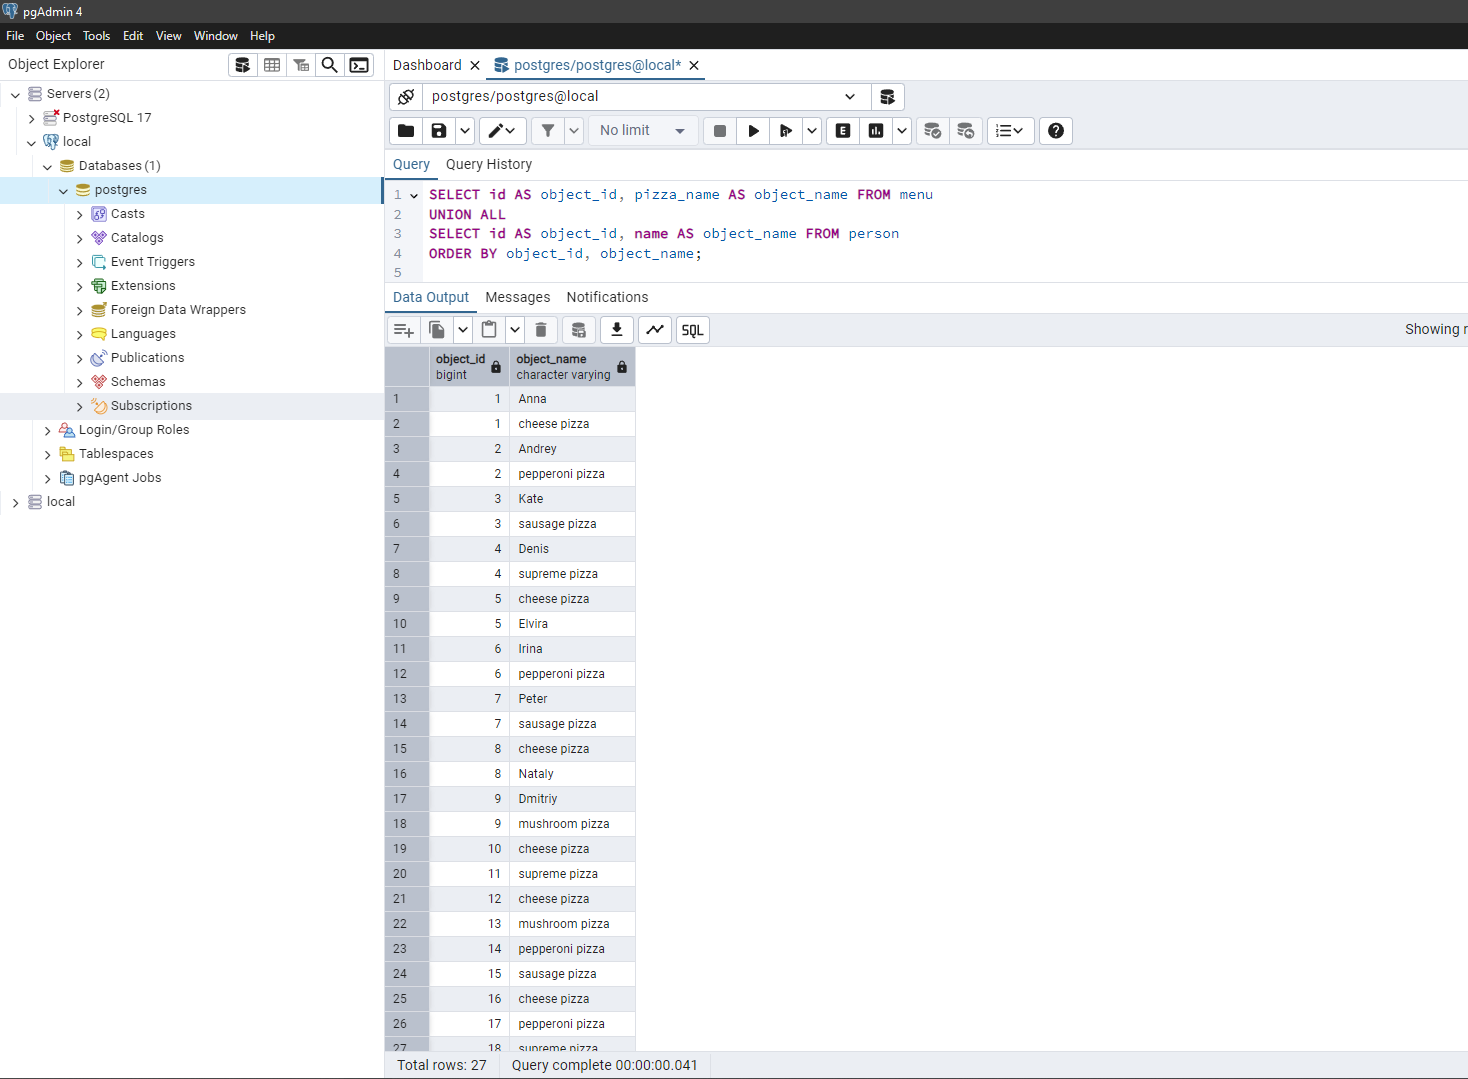 pgAdmin 4
File Object Tools Edit View Window Help
Object Explorer
Servers (2)
PostgreSQL 17
local
Databases (1)
postgres
Casts
Catalogs
Event Triggers
Extensions
Foreign Data Wrappers
Languages
Publications
Schemas
Subscriptions
Login/Group Roles
Tablespaces
pgAgent Jobs
local
Dashboard postgres/postgres@local*
postgres/postgres@local
No limit
E
Query Query History
1 SELECT id AS object_id, pizza_name AS object_name FROM menu
2 UNION ALL
3 SELECT id AS object_id, name AS object_name FROM person
4 ORDER BY object_id, object_name;
5
Data Output Messages Notifications
SQL Showing r
object_id object_name
bigint character varying
1 1 Anna
2 1 cheese pizza
3 2 Andrey
4 2 pepperoni pizza
5 3 Kate
6 3 sausage pizza
7 4 Denis
8 4 supreme pizza
9 5 cheese pizza
10 5 Elvira
11 6 Irina
12 6 pepperoni pizza
13 7 Peter
14 7 sausage pizza
15 8 cheese pizza
16 8 Nataly
17 9 Dmitriy
18 9 mushroom pizza
19 10 cheese pizza
20 11 supreme pizza
21 12 cheese pizza
22 13 mushroom pizza
23 14 pepperoni pizza
24 15 sausage pizza
25 16 cheese pizza
26 17 pepperoni pizza
27 18 supreme pizza
Total rows: 27 Query complete 00:00:00.041